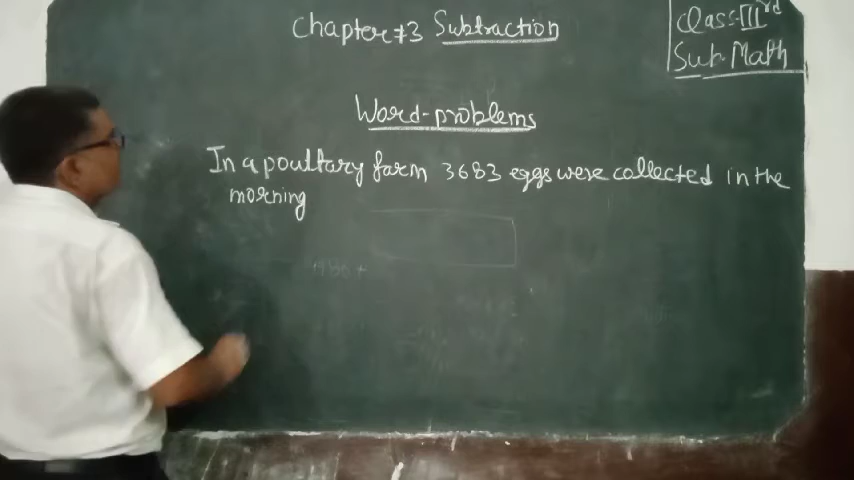 Chapter #3 Subtraction
Class-III rd
Sub-Math
Word-problems
In a poultary farm 3683 eggs were collected in the
morning